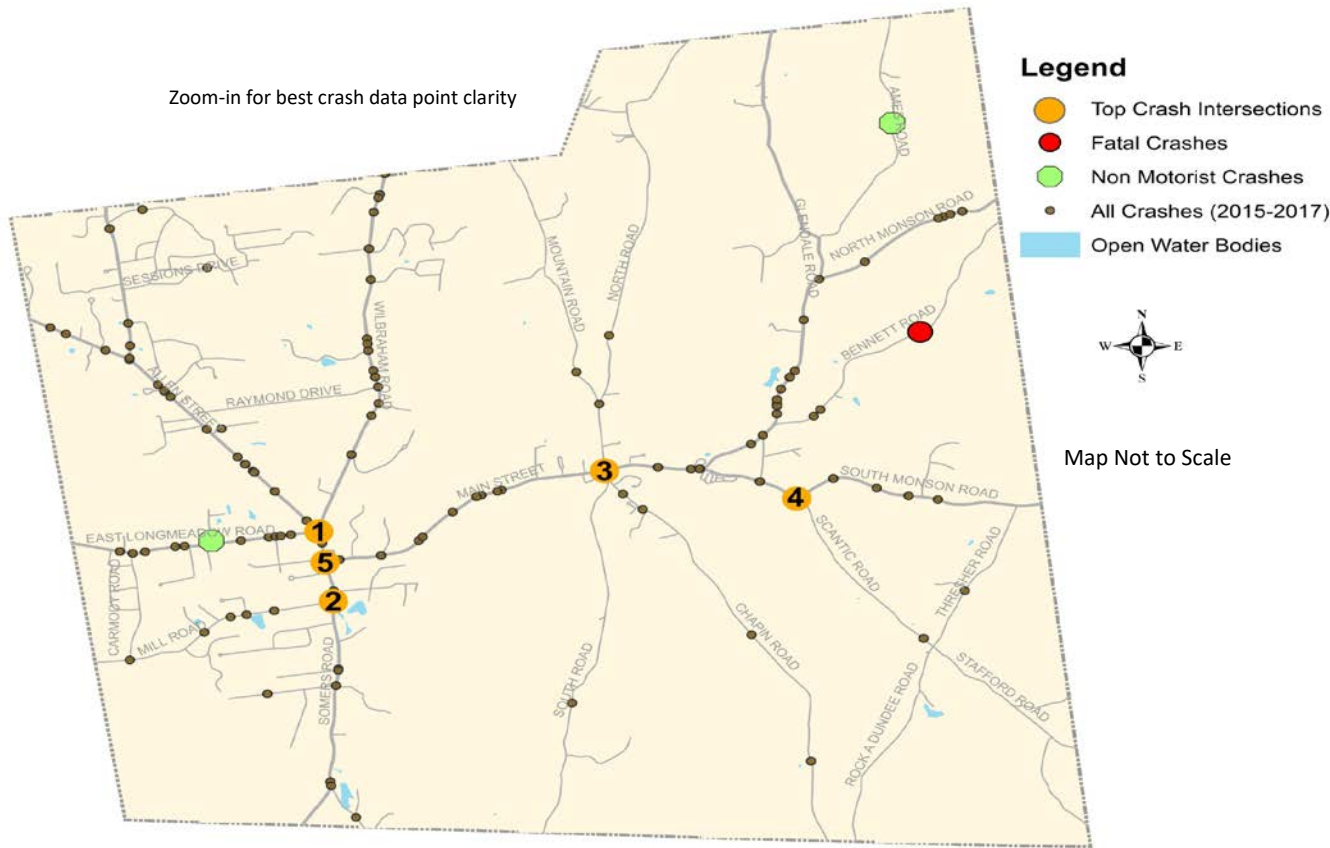 Zoom-in for best crash data point clarity
Legend
Top Crash Intersections
Fatal Crashes
Non Motorist Crashes
All Crashes (2015-2017)
Open Water Bodies
N
W
E
S
Map Not to Scale
AMES ROAD
GLENDALE ROAD
NORTH MONSON ROAD
MOUNTAIN ROAD
NORTH ROAD
SESSIONS DRIVE
WILBRAHAM ROAD
BENNETT ROAD
ALLEN STREET
RAYMOND DRIVE
MAIN STREET
3
SOUTH MONSON ROAD
4
EAST LONGMEADOW ROAD
1
SCANTIC ROAD
5
THRESHER ROAD
CARMODY ROAD
2
MILL ROAD
CHAPIN ROAD
SOMERS ROAD
SOUTH ROAD
STAFFORD ROAD
ROCK A DUNDEE ROAD